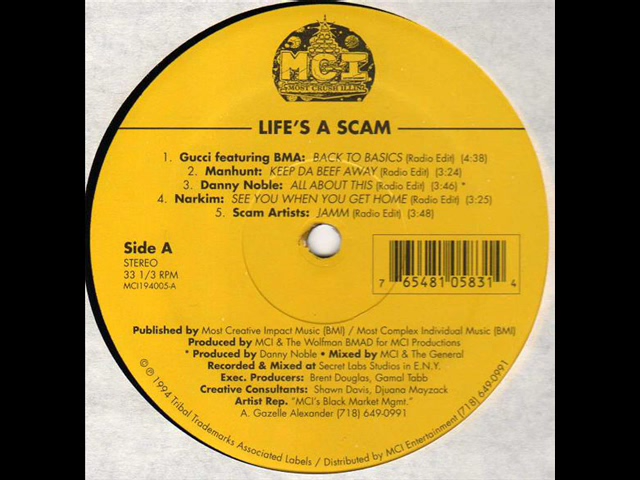 MCI
MOST CRUSH ILLIN
LIFE'S A SCAM
1. Gucci featuring BMA: BACK TO BASICS (Radio Edit) (4:38)
2. Manhunt: KEEP DA BEEF AWAY (Radio Edit) (3:24)
3. Danny Noble: ALL ABOUT THIS (Radio Edit) (3:46) *
4. Narkim: SEE YOU WHEN YOU GET HOME (Radio Edit) (3:25)
5. Scam Artists: JAMM (Radio Edit) (3:48)
Side A
STEREO
33 1/3 RPM
MCI194005-A
7 65481 05831 4
Published by Most Creative Impact Music (BMI) / Most Complex Individual Music (BMI)
Produced by MCI & The Wolfman BMAD for MCI Productions
* Produced by Danny Noble • Mixed by MCI & The General
Recorded & Mixed at Secret Labs Studios in E.N.Y.
Exec. Producers: Brent Douglas, Gamal Tabb
Creative Consultants: Shawn Davis, Djuana Mayzack
Artist Rep. "MCI's Black Market Mgmt."
A. Gazelle Alexander (718) 649-0991
© ℗ 1994 Tribal Trademarks Associated Labels / Distributed by MCI Entertainment (718) 649-0991